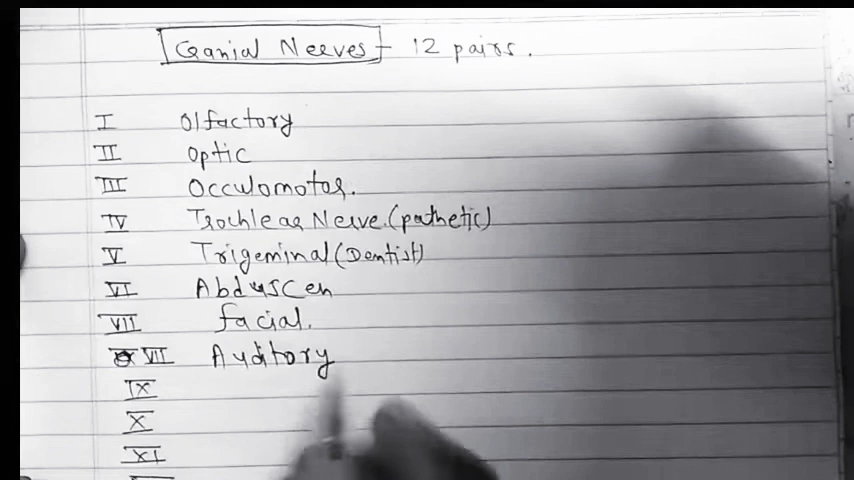 Cranial Nerves - 12 pairs.
I Olfactory
II Optic
III Occulomotor.
IV Trochlear Nerve. (pathetic)
V Trigeminal (Dentist)
VI Abduscen
VII facial.
VII Auditory
IX
X
XI